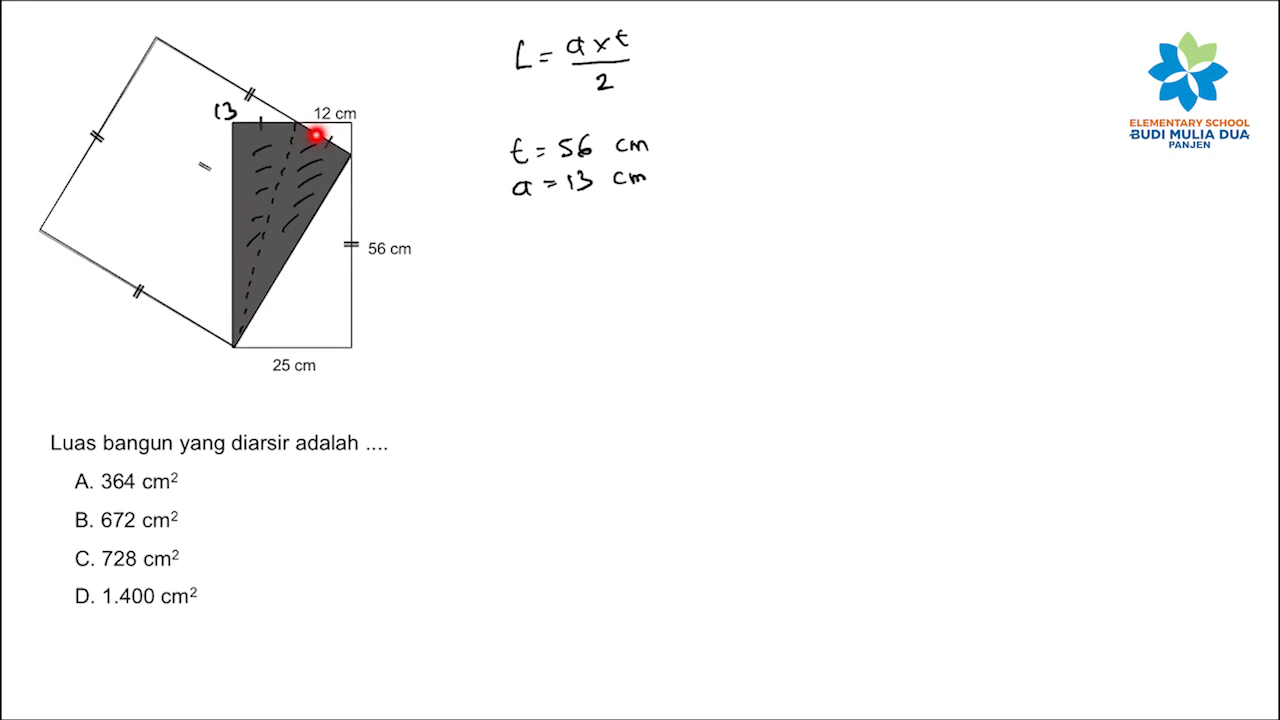 13
12 cm
56 cm
25 cm
L = a x t
2
t = 56 cm
a = 13 cm
ELEMENTARY SCHOOL
BUDI MULIA DUA
PANJEN
Luas bangun yang diarsir adalah ....
A. 364 cm²
B. 672 cm²
C. 728 cm²
D. 1.400 cm²